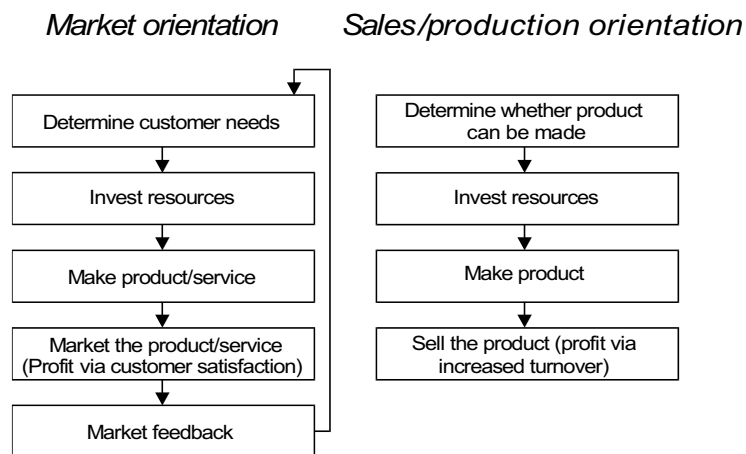 Market orientation
Sales/production orientation
Determine customer needs
Invest resources
Make product/service
Market the product/service
(Profit via customer satisfaction)
Market feedback
Determine whether product
can be made
Invest resources
Make product
Sell the product (profit via
increased turnover)